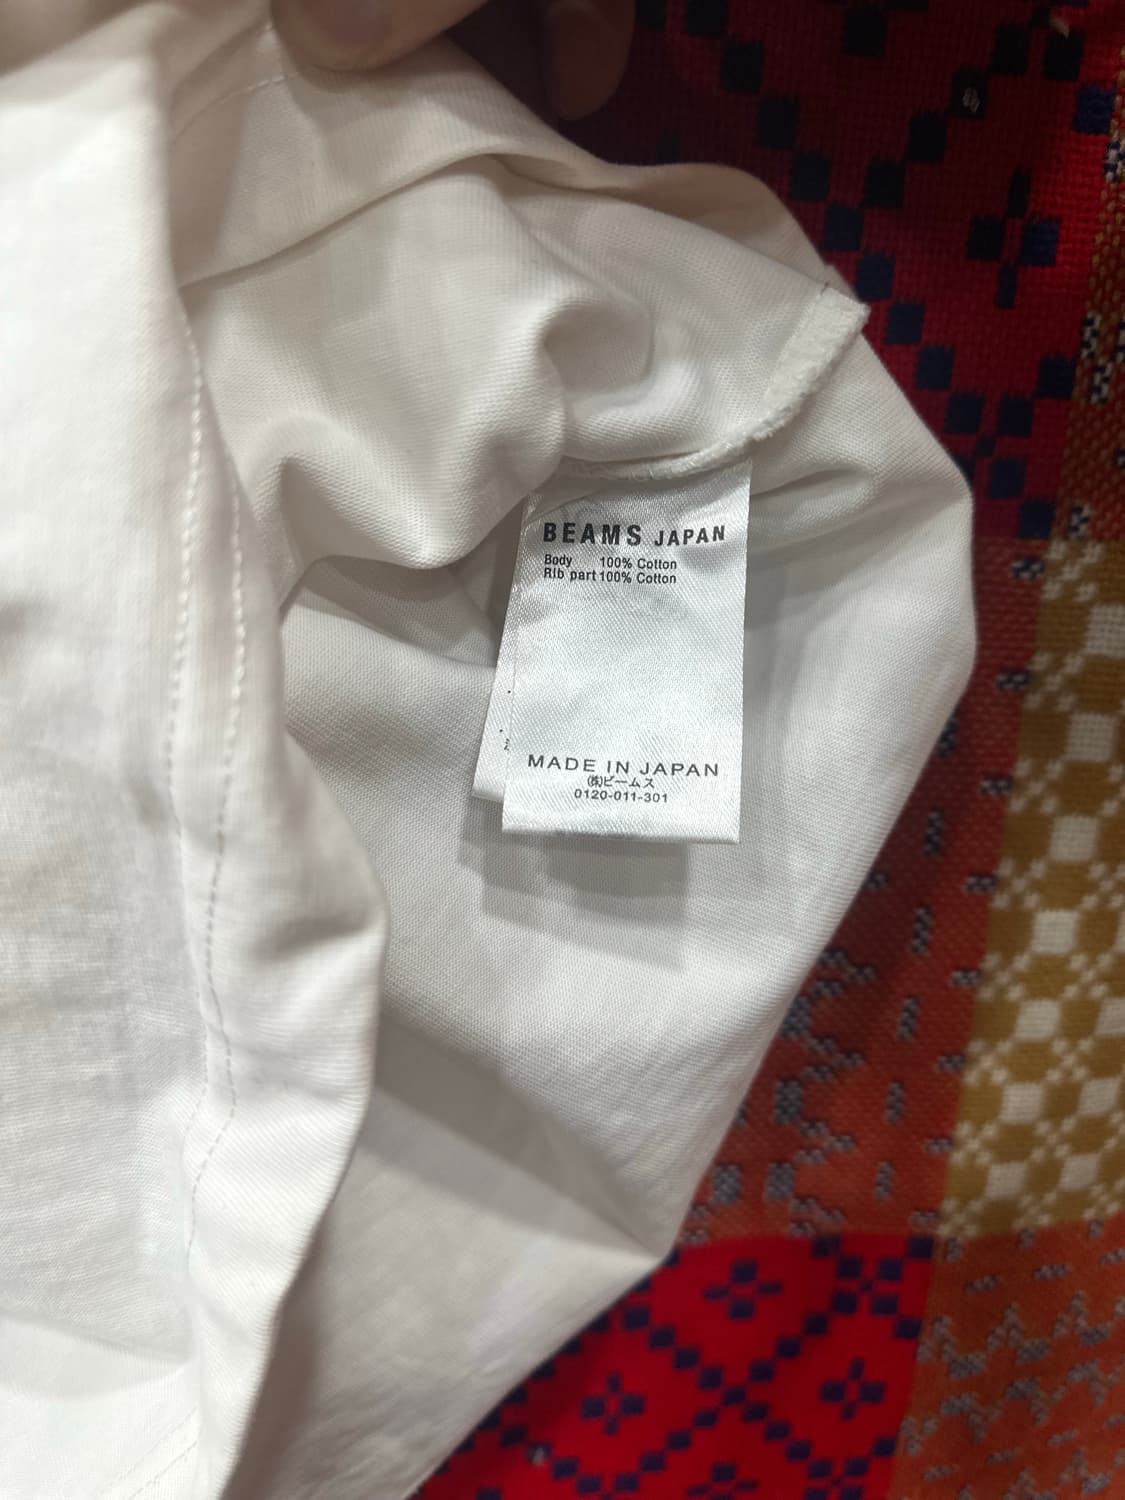 BEAMS JAPAN
Body 100% Cotton
Rib part 100% Cotton
MADE IN JAPAN
㈱ビームス
0120-011-301